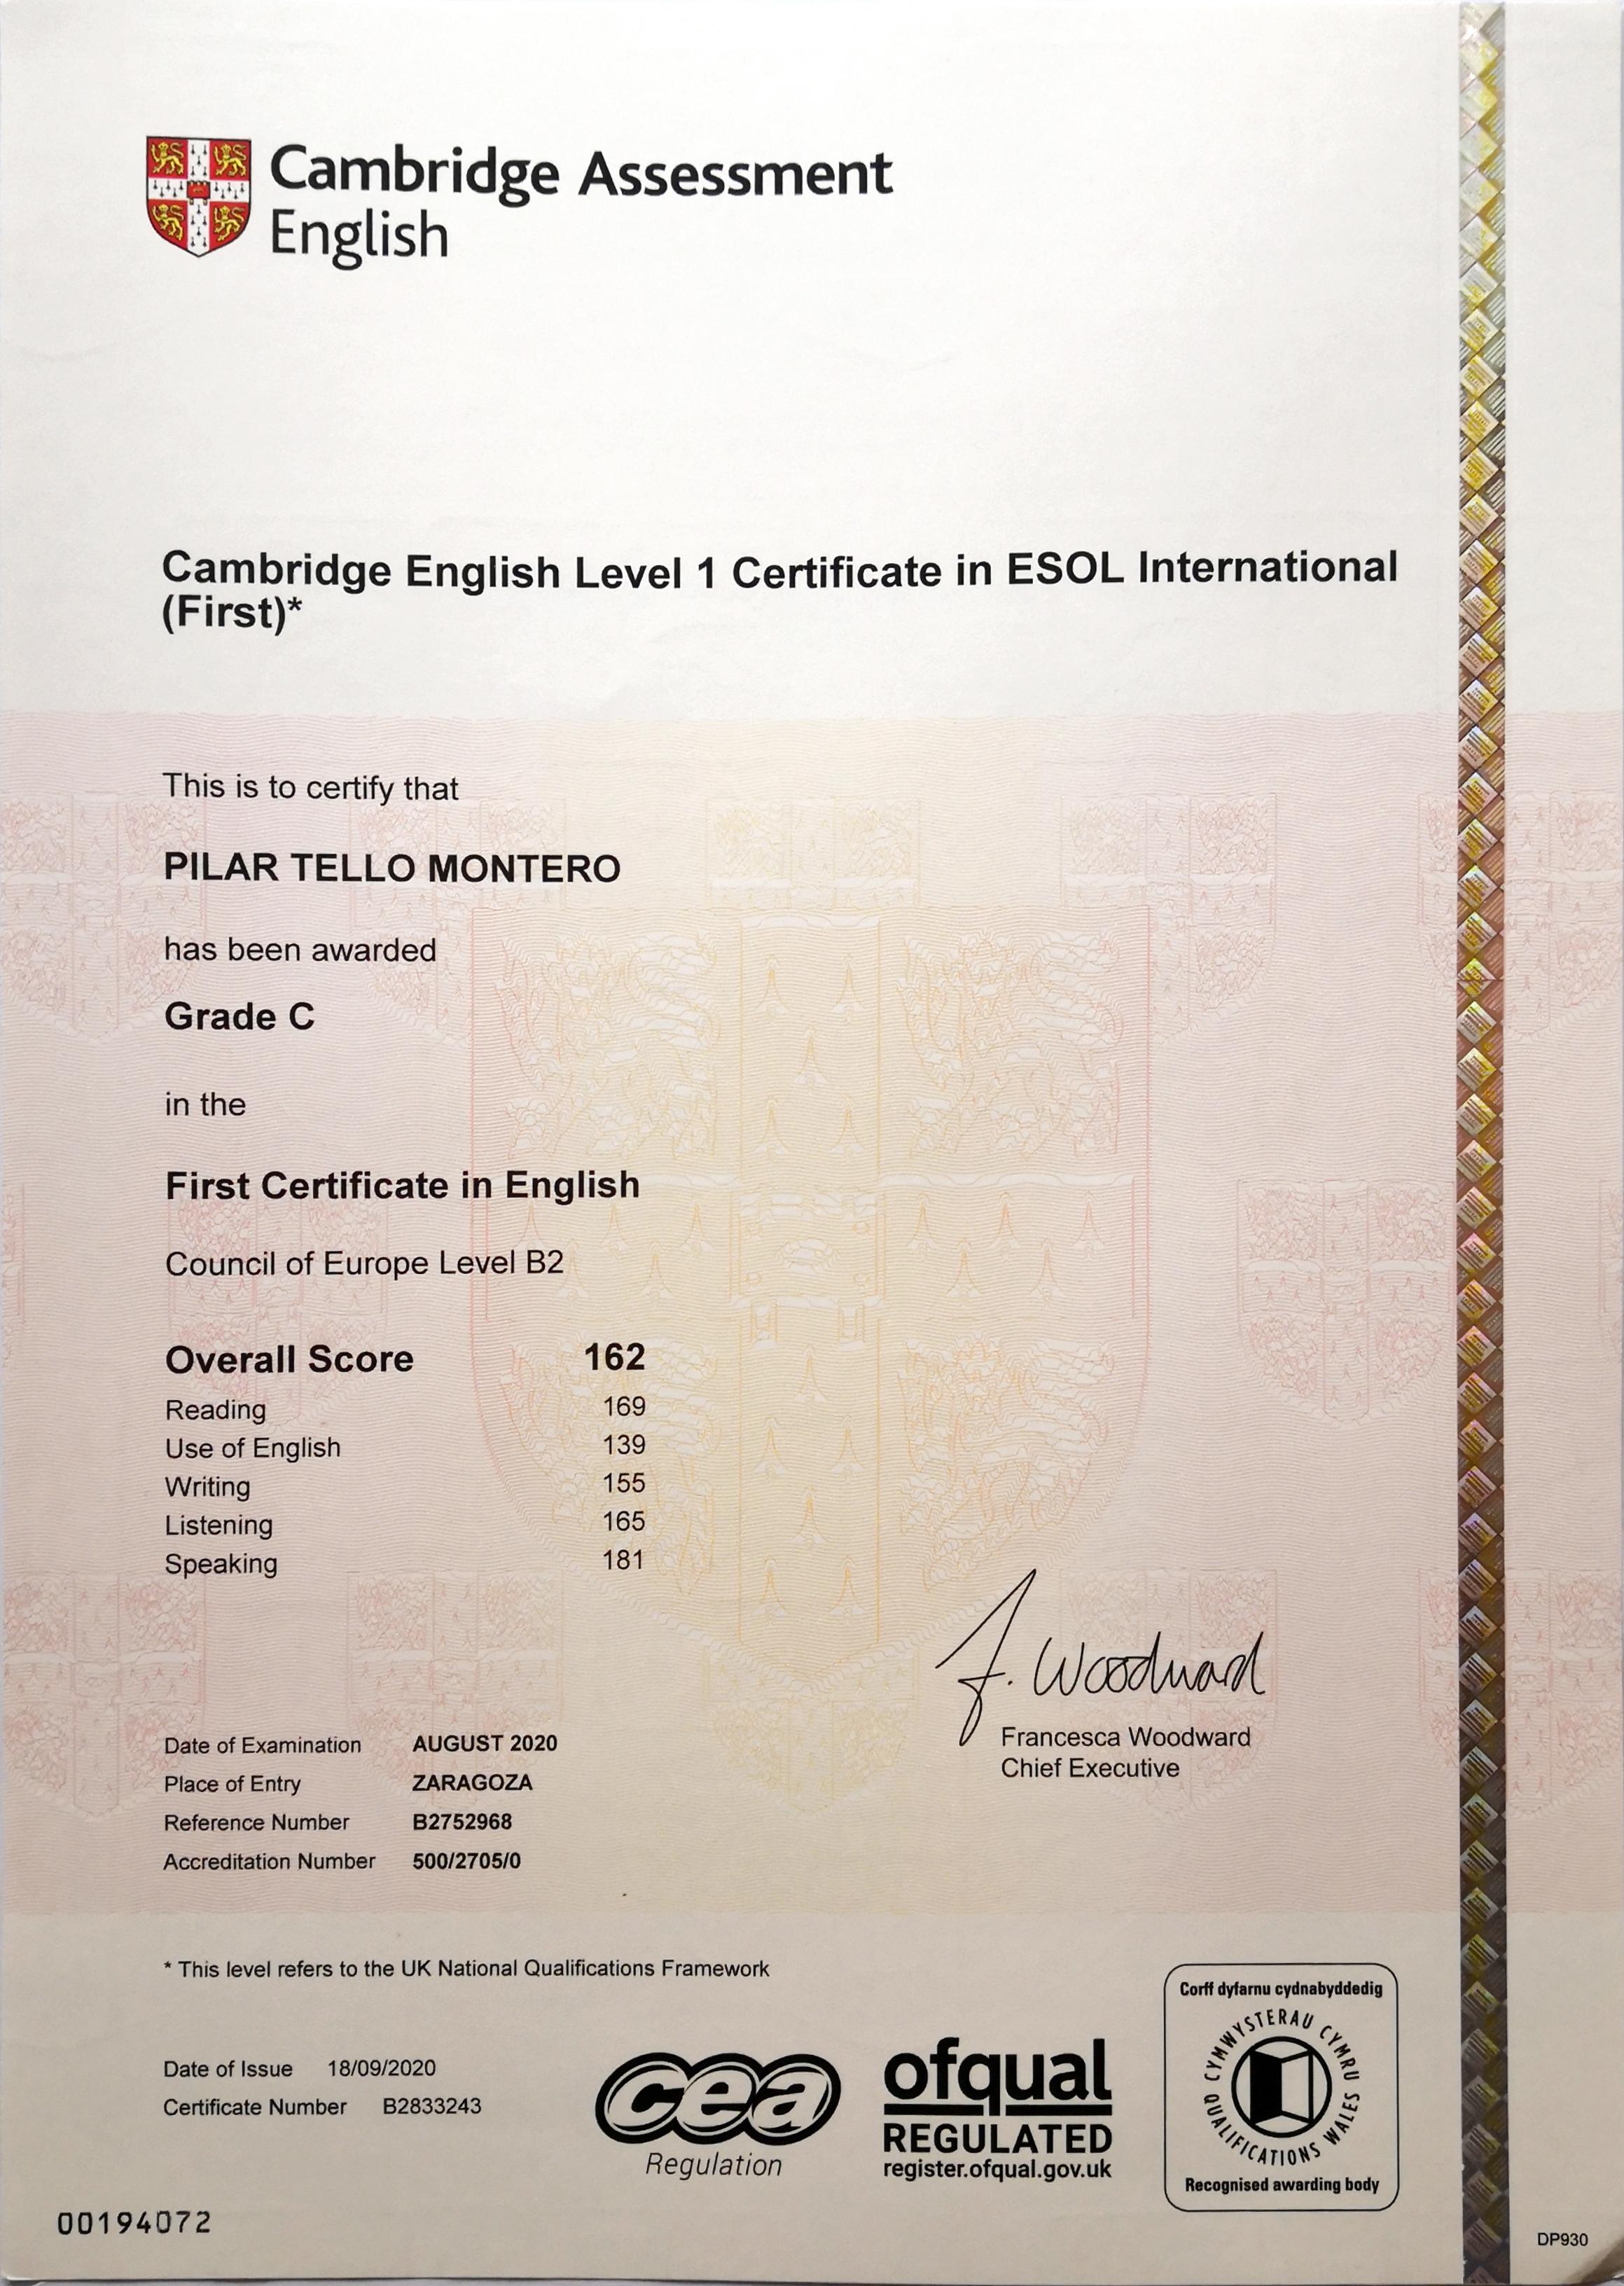 Cambridge Assessment
English
Cambridge English Level 1 Certificate in ESOL International
(First)*
This is to certify that
PILAR TELLO MONTERO
has been awarded
Grade C
in the
First Certificate in English
Council of Europe Level B2
Overall Score 162
Reading 169
Use of English 139
Writing 155
Listening 165
Speaking 181
F. Woodward
Francesca Woodward
Chief Executive
Date of Examination AUGUST 2020
Place of Entry ZARAGOZA
Reference Number B2752968
Accreditation Number 500/2705/0
* This level refers to the UK National Qualifications Framework
Date of Issue 18/09/2020
Certificate Number B2833243
cea
Regulation
ofqual
REGULATED
register.ofqual.gov.uk
Corff dyfarnu cydnabyddedig
CYMWYSTERAU CYMRU
QUALIFICATIONS WALES
Recognised awarding body
00194072
DP930